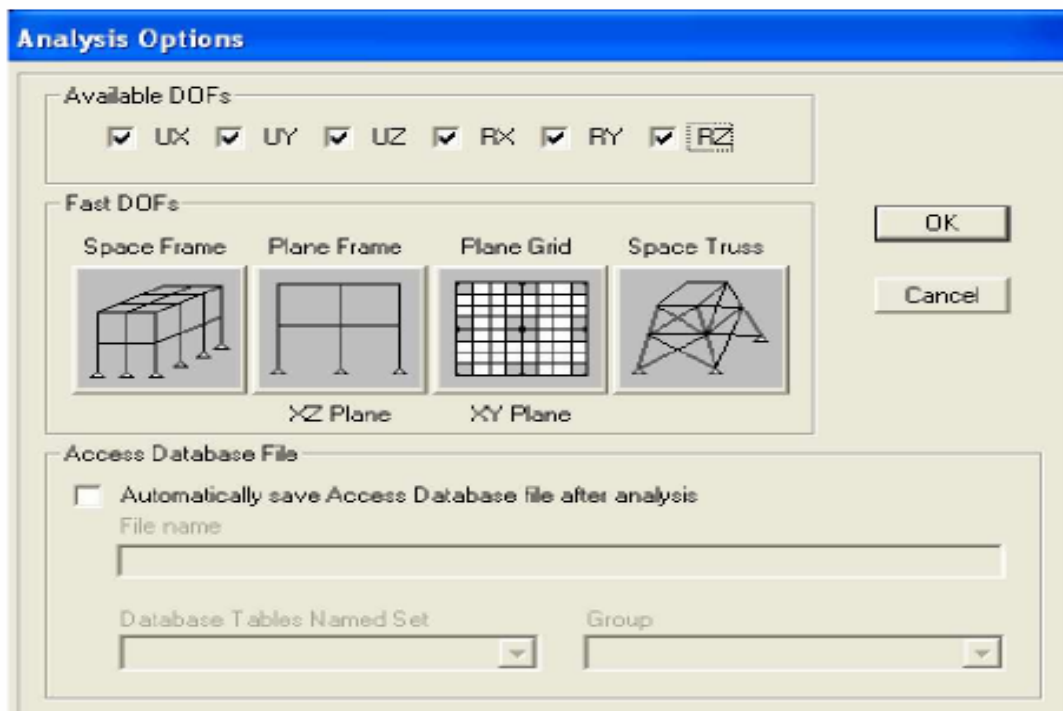 Analysis Options
Available DOFs
UX UY UZ RX RY RZ
Fast DOFs
Space Frame Plane Frame Plane Grid Space Truss
XZ Plane XY Plane
OK
Cancel
Access Database File
Automatically save Access Database file after analysis
File name
Database Tables Named Set Group